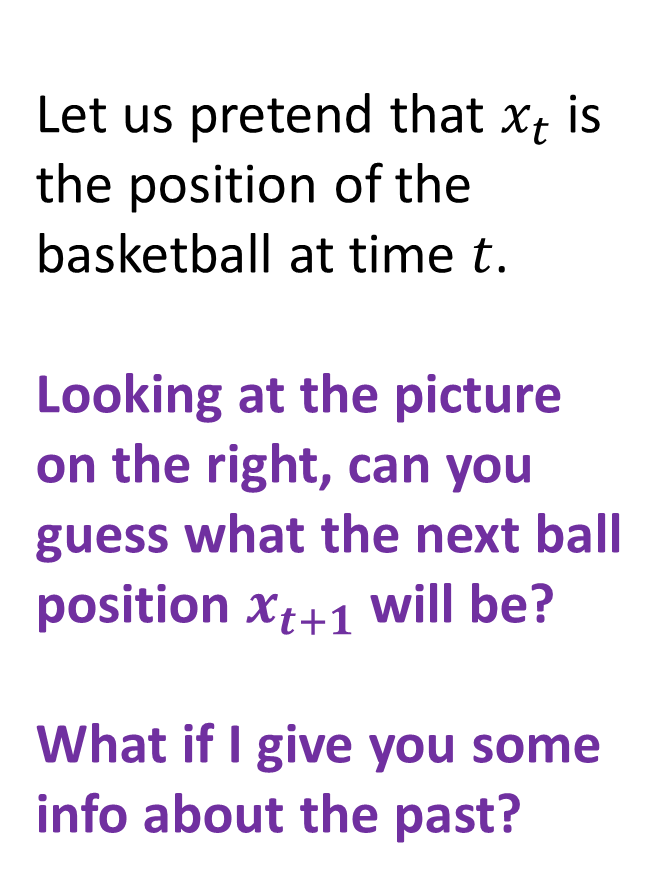 Let us pretend that $x_t$ is
the position of the
basketball at time $t$.
Looking at the picture
on the right, can you
guess what the next ball
position $x_{t+1}$ will be?
What if I give you some
info about the past?